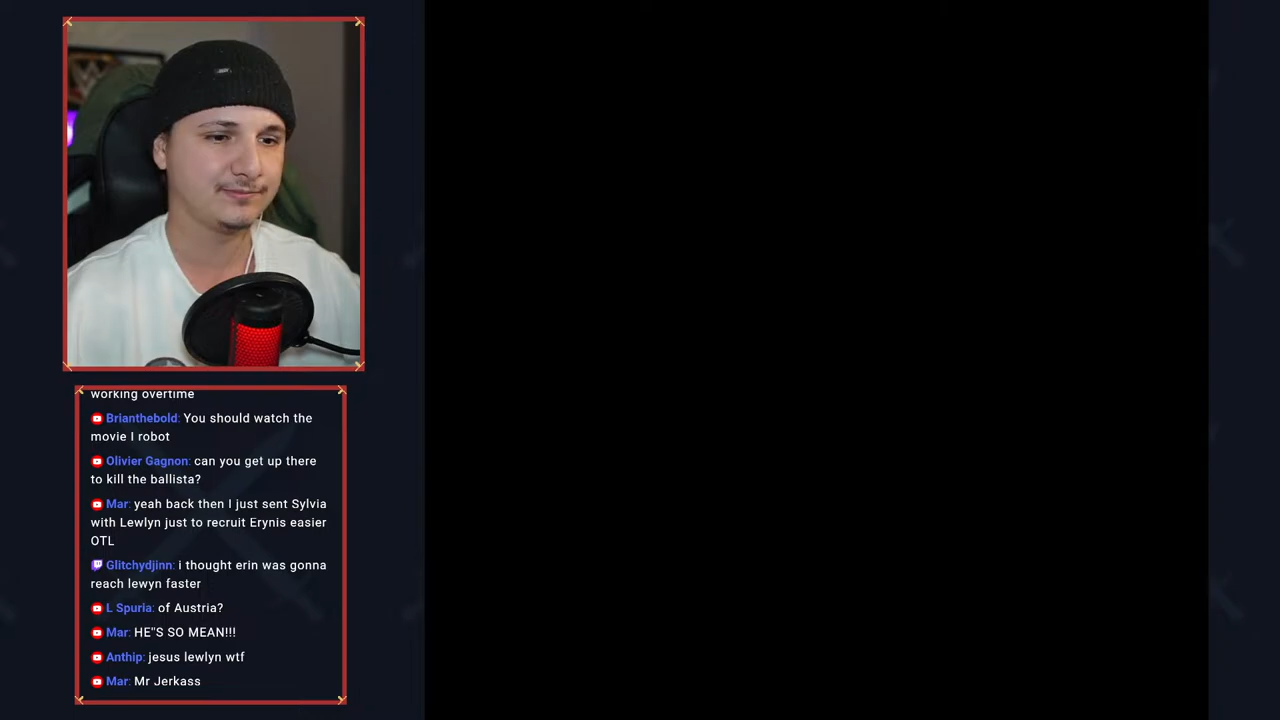 working overtime
Brianthebold: You should watch the
movie I robot
Olivier Gagnon: can you get up there
to kill the ballista?
Mar: yeah back then I just sent Sylvia
with Lewlyn just to recruit Erynis easier
OTL
Glitchydjinn: i thought erin was gonna
reach lewyn faster
L Spuria: of Austria?
Mar: HE"S SO MEAN!!!
Anthip: jesus lewlyn wtf
Mar: Mr Jerkass